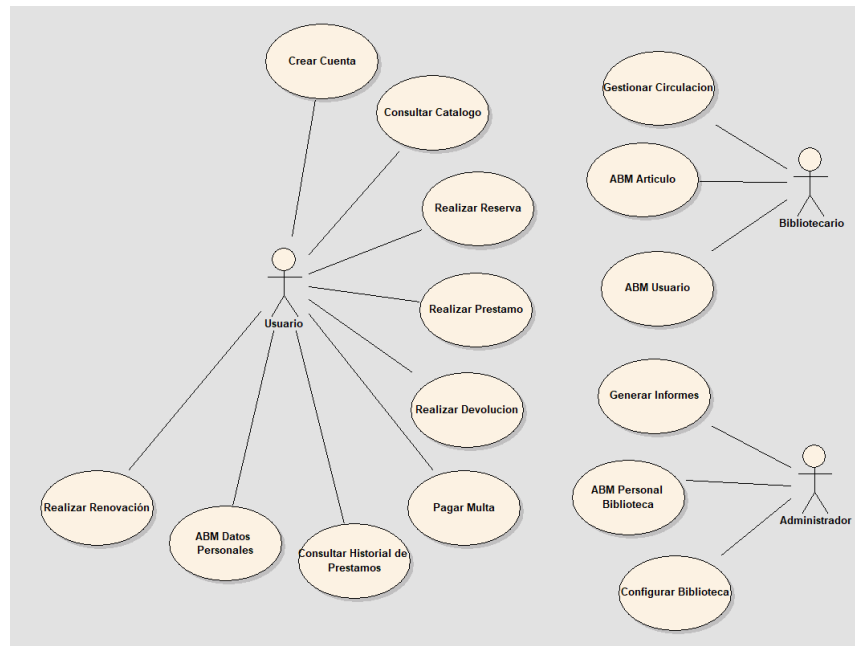 Crear Cuenta
Consultar Catalogo
Realizar Reserva
Realizar Prestamo
Usuario
Realizar Devolucion
Pagar Multa
Consultar Historial de
Prestamos
ABM Datos
Personales
Realizar Renovación
Gestionar Circulacion
ABM Articulo
Bibliotecario
ABM Usuario
Generar Informes
ABM Personal
Biblioteca
Administrador
Configurar Biblioteca